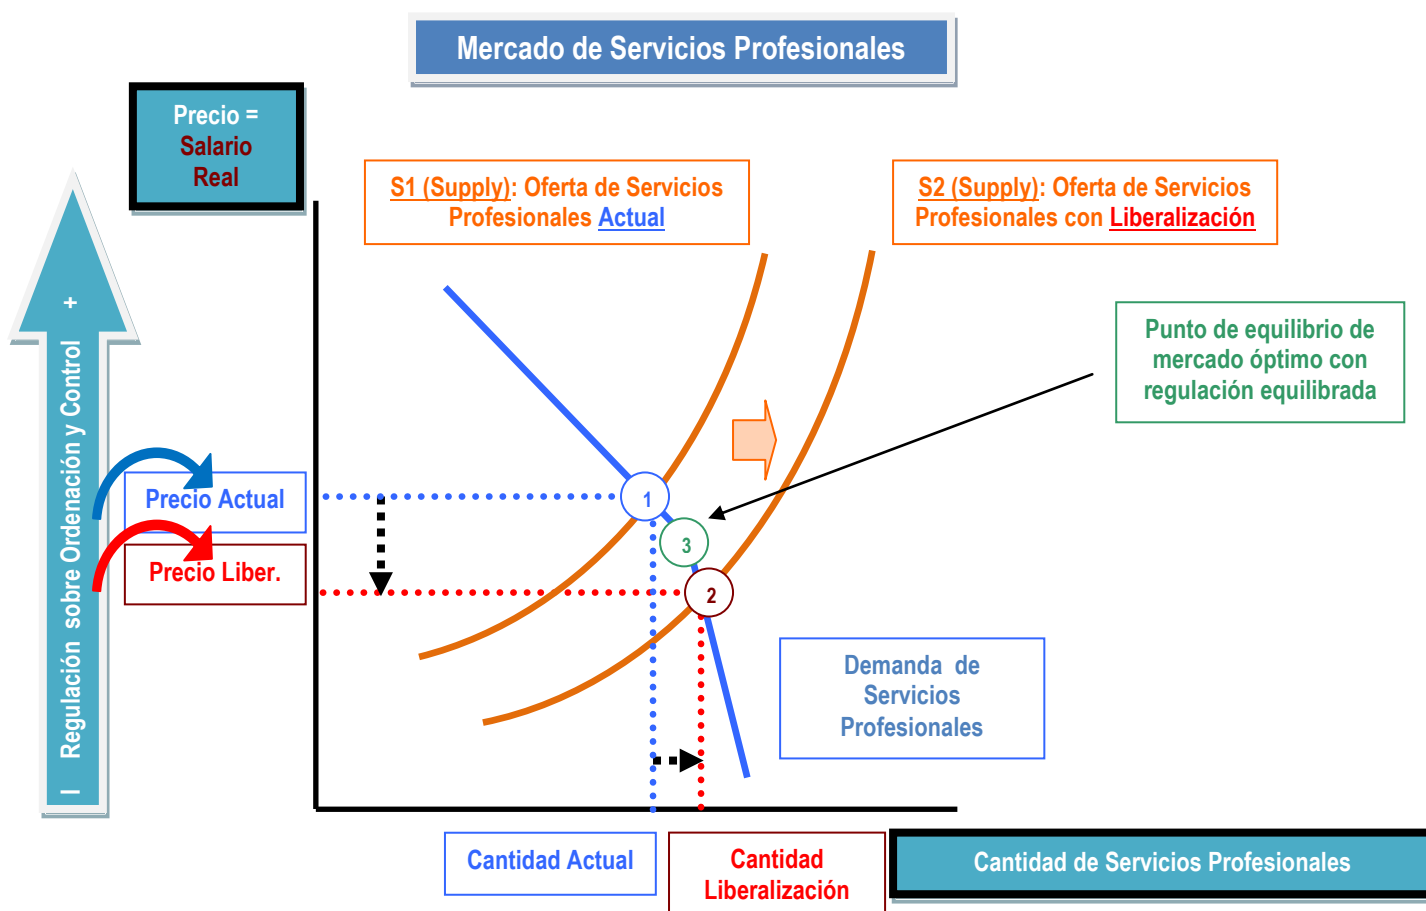 Mercado de Servicios Profesionales
Precio =
Salario
Real
S1 (Supply): Oferta de Servicios
Profesionales Actual
S2 (Supply): Oferta de Servicios
Profesionales con Liberalización
Punto de equilibrio de
mercado óptimo con
regulación equilibrada
– Regulación sobre Ordenación y Control +
Precio Actual
Precio Liber.
1
3
2
Demanda de
Servicios
Profesionales
Cantidad Actual
Cantidad
Liberalización
Cantidad de Servicios Profesionales